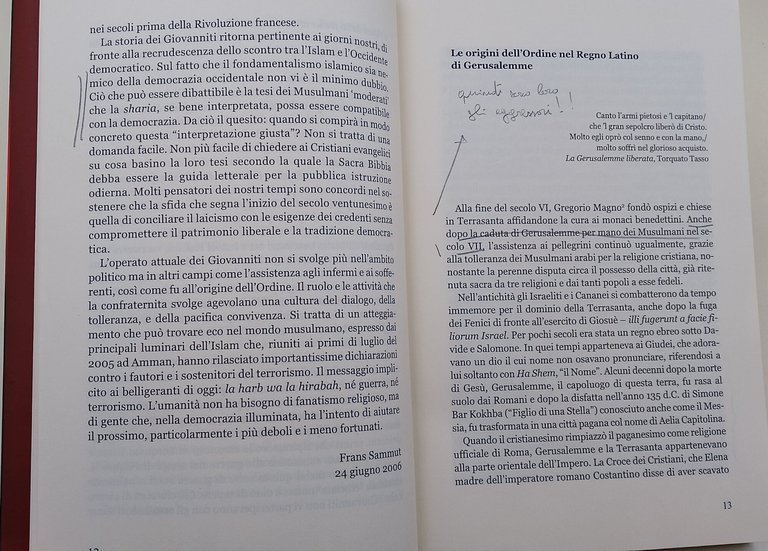 nei secoli prima della Rivoluzione francese.
La storia dei Giovanniti ritorna pertinente ai giorni nostri, di
fronte alla recrudescenza dello scontro tra l'Islam e l'Occidente
democratico. Sul fatto che il fondamentalismo islamico sia ne-
mico della democrazia occidentale non vi è il minimo dubbio.
Ciò che può essere dibattibile è la tesi dei Musulmani 'moderati'
che la sharia, se bene interpretata, possa essere compatibile
con la democrazia. Da ciò il quesito: quando si compirà in modo
concreto questa "interpretazione giusta"? Non si tratta di una
domanda facile. Non più facile di chiedere ai Cristiani evangelici
su cosa basino la loro tesi secondo la quale la Sacra Bibbia
debba essere la guida letterale per la pubblica istruzione
odierna. Molti pensatori dei nostri tempi sono concordi nel so-
stenere che la sfida che segna l'inizio del secolo ventunesimo è
quella di conciliare il laicismo con le esigenze dei credenti senza
compromettere il patrimonio liberale e la tradizione democra-
tica.
L'operato attuale dei Giovanniti non si svolge più nell'ambito
politico ma in altri campi come l'assistenza agli infermi e ai soffe-
renti, così come fu all'origine dell'Ordine. Il ruolo e le attività che
la confraternita svolge agevolano una cultura del dialogo, della
tolleranza, e della pacifica convivenza. Si tratta di un atteggia-
mento che può trovare eco nel mondo musulmano, espresso dai
principali luminari dell'Islam che, riuniti ai primi di luglio del
2005 ad Amman, hanno rilasciato importantissime dichiarazioni
contro i fautori e i sostenitori del terrorismo. Il messaggio impli-
cito ai belligeranti di oggi: la harb wa la hirabah, né guerra, né
terrorismo. L'umanità non ha bisogno di fanatismo religioso, ma
di gente che, nella democrazia illuminata, ha l'intento di aiutare
il prossimo, particolarmente i più deboli e i meno fortunati.
Frans Sammut
24 giugno 2006
12
Le origini dell'Ordine nel Regno Latino
di Gerusalemme
quindi sono loro
gli aggressori!!
Canto l'armi pietosi e 'l capitano/
che 'l gran sepolcro liberò di Cristo.
Molto egli oprò col senno e con la mano,/
molto soffrì nel glorioso acquisto.
La Gerusalemme liberata, Torquato Tasso
Alla fine del secolo VI, Gregorio Magno² fondò ospizi e chiese
in Terrasanta affidandone la cura ai monaci benedettini. Anche
dopo la caduta di Gerusalemme per mano dei Musulmani nel se-
colo VII, l'assistenza ai pellegrini continuò ugualmente, grazie
alla tolleranza dei Musulmani arabi per la religione cristiana, no-
nostante la perenne disputa circa il possesso della città, già rite-
nuta sacra da tre religioni e dai tanti popoli a esse fedeli.
Nell'antichità gli Israeliti e i Cananei si combatterono da tempo
immemore per il dominio della Terrasanta, anche dopo la fuga
dei Fenici di fronte all'esercito di Giosuè – illi fugerunt a facie fi-
liorum Israel. Per pochi secoli era stata un regno ebreo sotto Da-
vide e Salomone. In quei tempi apparteneva ai Giudei, che adora-
vano un dio il cui nome non osavano pronunciare, riferendosi a
lui soltanto con Ha Shem, "il Nome". Alcuni decenni dopo la morte
di Gesù, Gerusalemme, il capoluogo di questa terra, fu rasa al
suolo dai Romani e dopo la disfatta nell'anno 135 d.C. di Simone
Bar Kokhba ("Figlio di una Stella") conosciuto anche come il Mes-
sia, fu trasformata in una città pagana col nome di Aelia Capitolina.
Quando il cristianesimo rimpiazzò il paganesimo come religione
ufficiale di Roma, Gerusalemme e la Terrasanta appartenevano
alla parte orientale dell'Impero. La Croce dei Cristiani, che Elena
madre dell'imperatore romano Costantino disse di aver scavato
13